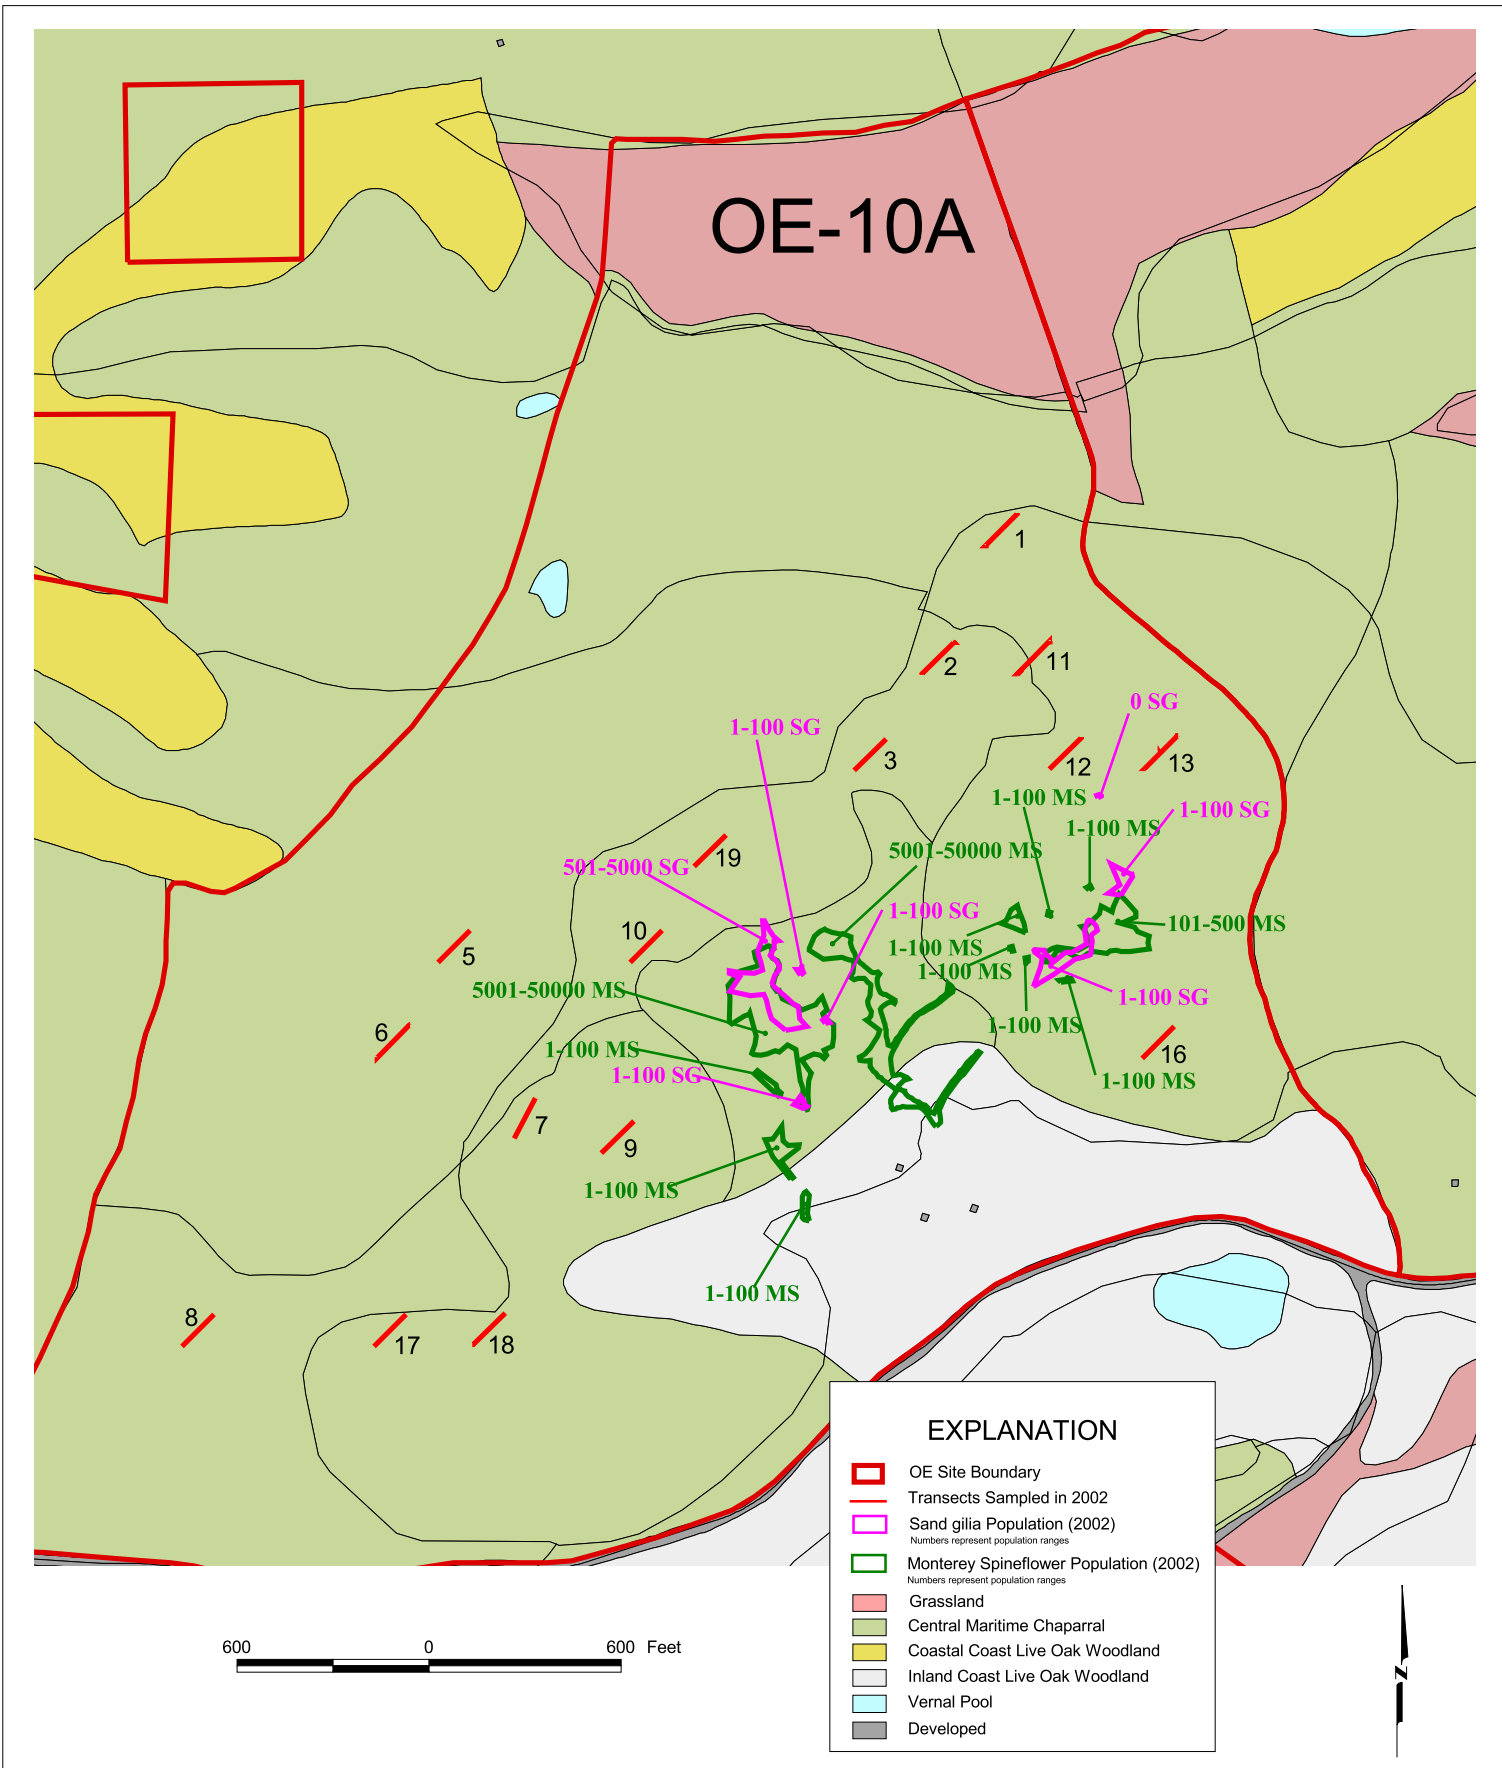 OE-10A
1
2
11
0 SG
1-100 SG
3
12
13
1-100 MS
1-100 SG
1-100 MS
5001-50000 MS
19
501-5000 SG
1-100 SG
101-500 MS
10
5
1-100 MS
1-100 MS
5001-50000 MS
1-100 SG
6
1-100 MS
1-100 MS
16
1-100 SG
1-100 MS
7
9
1-100 MS
1-100 MS
8
17
18
EXPLANATION
OE Site Boundary
Transects Sampled in 2002
Sand gilia Population (2002)
Numbers represent population ranges
Monterey Spineflower Population (2002)
Numbers represent population ranges
Grassland
Central Maritime Chaparral
Coastal Coast Live Oak Woodland
Inland Coast Live Oak Woodland
Vernal Pool
Developed
600 0 600 Feet
N